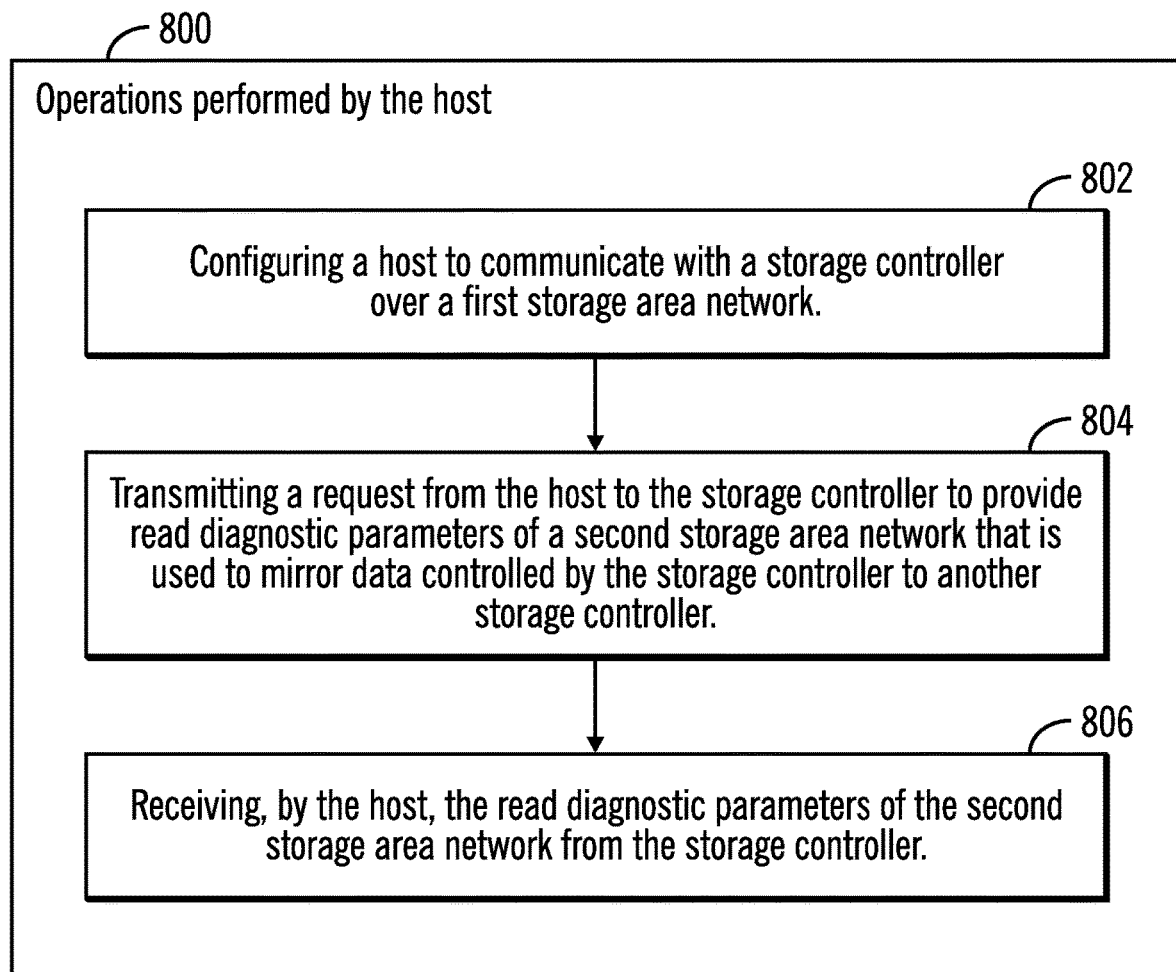 800
Operations performed by the host
802
Configuring a host to communicate with a storage controller
over a first storage area network.
804
Transmitting a request from the host to the storage controller to provide
read diagnostic parameters of a second storage area network that is
used to mirror data controlled by the storage controller to another
storage controller.
806
Receiving, by the host, the read diagnostic parameters of the second
storage area network from the storage controller.